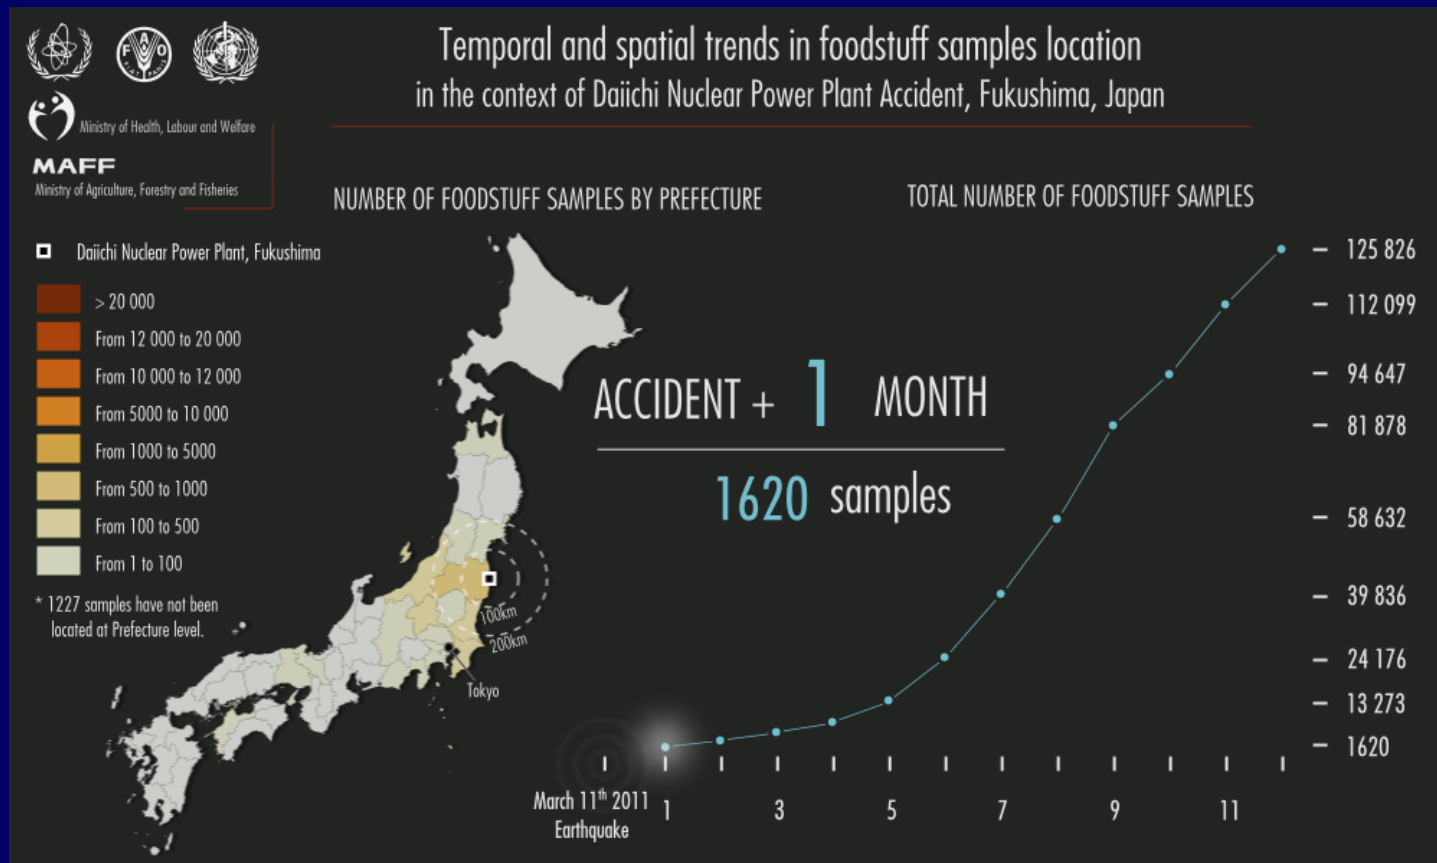 Temporal and spatial trends in foodstuff samples location
in the context of Daiichi Nuclear Power Plant Accident, Fukushima, Japan
F A O
FIAT PANIS
Ministry of Health, Labour and Welfare
MAFF
Ministry of Agriculture, Forestry and Fisheries
NUMBER OF FOODSTUFF SAMPLES BY PREFECTURE
TOTAL NUMBER OF FOODSTUFF SAMPLES
Daiichi Nuclear Power Plant, Fukushima
> 20 000
From 12 000 to 20 000
From 10 000 to 12 000
From 5000 to 10 000
From 1000 to 5000
From 500 to 1000
From 100 to 500
From 1 to 100
* 1227 samples have not been
located at Prefecture level.
100km
200km
Tokyo
ACCIDENT + 1 MONTH
1620 samples
125 826
112 099
94 647
81 878
58 632
39 836
24 176
13 273
1620
March 11th 2011
Earthquake
1 3 5 7 9 11